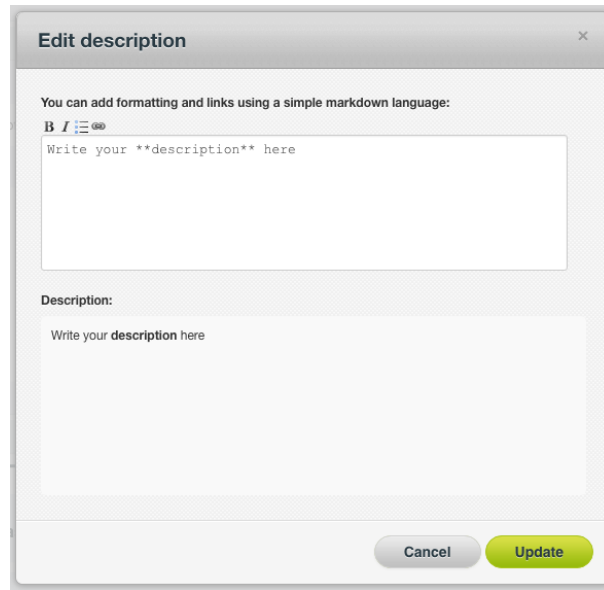 Edit description
×
You can add formatting and links using a simple markdown language:
B I
Write your **description** here
Description:
Write your description here
Cancel
Update